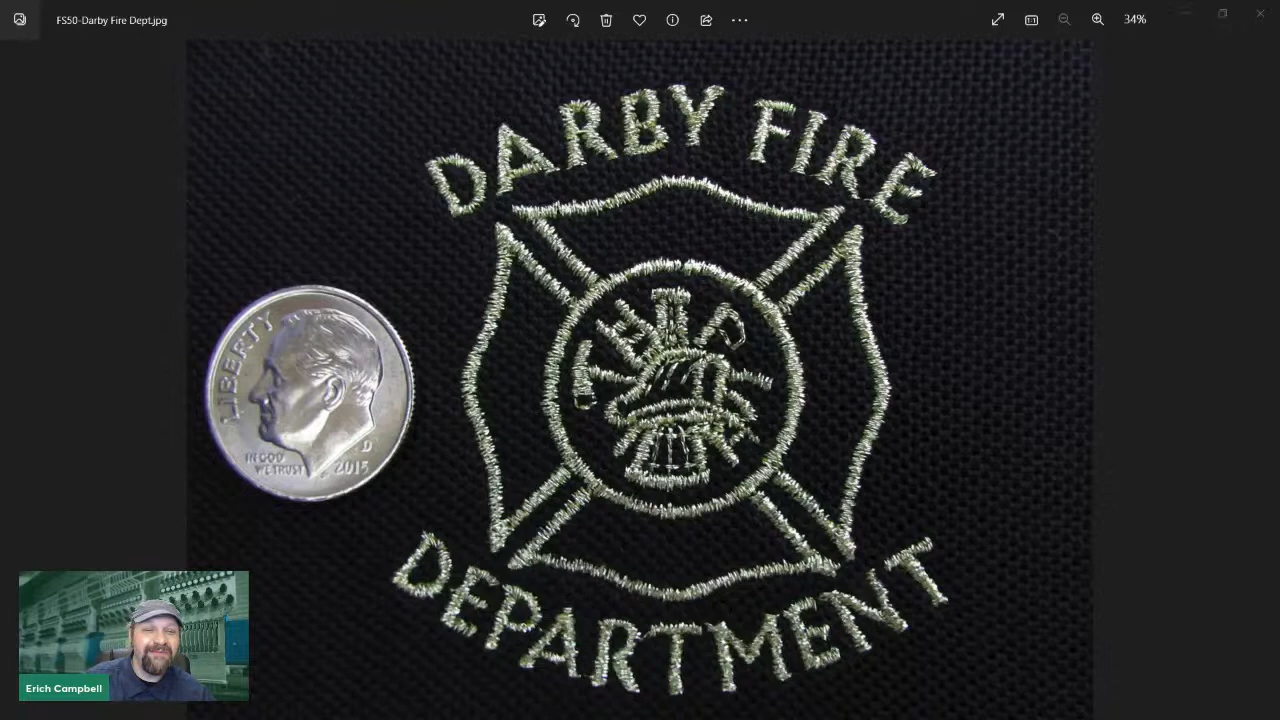 FS50-Darby Fire Dept.jpg
34%
DARBY FIRE
LIBERTY
IN GOD
WE TRUST
D
2015
DEPARTMENT
Erich Campbell